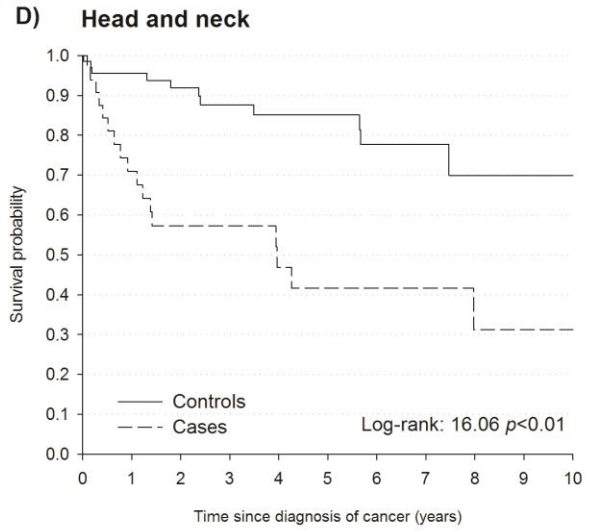 D) Head and neck
1.0
0.9
0.8
0.7
0.6
0.5
0.4
0.3
0.2
0.1
0.0
Survival probability
Controls
Cases
Log-rank: 16.06 p<0.01
0 1 2 3 4 5 6 7 8 9 10
Time since diagnosis of cancer (years)